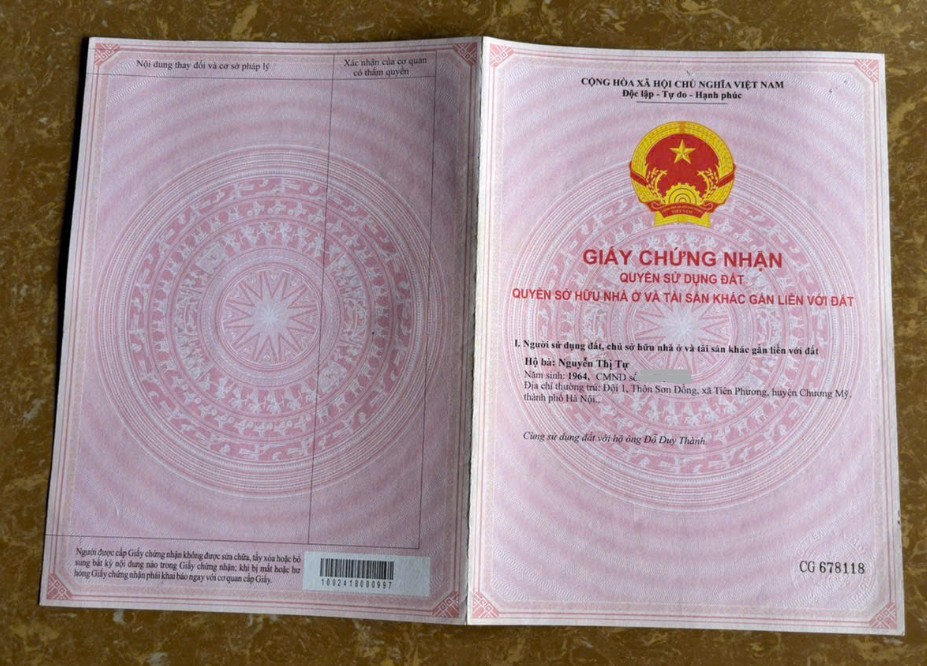 Nội dung thay đổi và cơ sở pháp lý
Xác nhận của cơ quan
có thẩm quyền
Người được cấp Giấy chứng nhận không được sửa chữa, tẩy xóa hoặc bổ
sung bất kỳ nội dung nào trong Giấy chứng nhận; khi bị mất hoặc hư
hỏng Giấy chứng nhận phải khai báo ngay với cơ quan cấp Giấy.
1002418000997
CỘNG HÒA XÃ HỘI CHỦ NGHĨA VIỆT NAM
Độc lập - Tự do - Hạnh phúc
GIẤY CHỨNG NHẬN
QUYỀN SỬ DỤNG ĐẤT
QUYỀN SỞ HỮU NHÀ Ở VÀ TÀI SẢN KHÁC GẮN LIỀN VỚI ĐẤT
I. Người sử dụng đất, chủ sở hữu nhà ở và tài sản khác gắn liền với đất
Hộ bà: Nguyễn Thị Tự
Năm sinh: 1964, CMND số
Địa chỉ thường trú: Đội 1, Thôn Sơn Đồng, xã Tiên Phương, huyện Chương Mỹ,
thành phố Hà Nội..
Cùng sử dụng đất với hộ ông Đỗ Duy Thành.
CG 678118